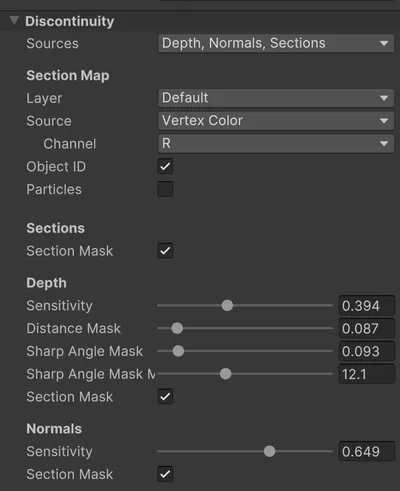 Discontinuity
Sources Depth, Normals, Sections
Section Map
Layer Default
Source Vertex Color
Channel R
Object ID
Particles
Sections
Section Mask
Depth
Sensitivity 0.394
Distance Mask 0.087
Sharp Angle Mask 0.093
Sharp Angle Mask M 12.1
Section Mask
Normals
Sensitivity 0.649
Section Mask